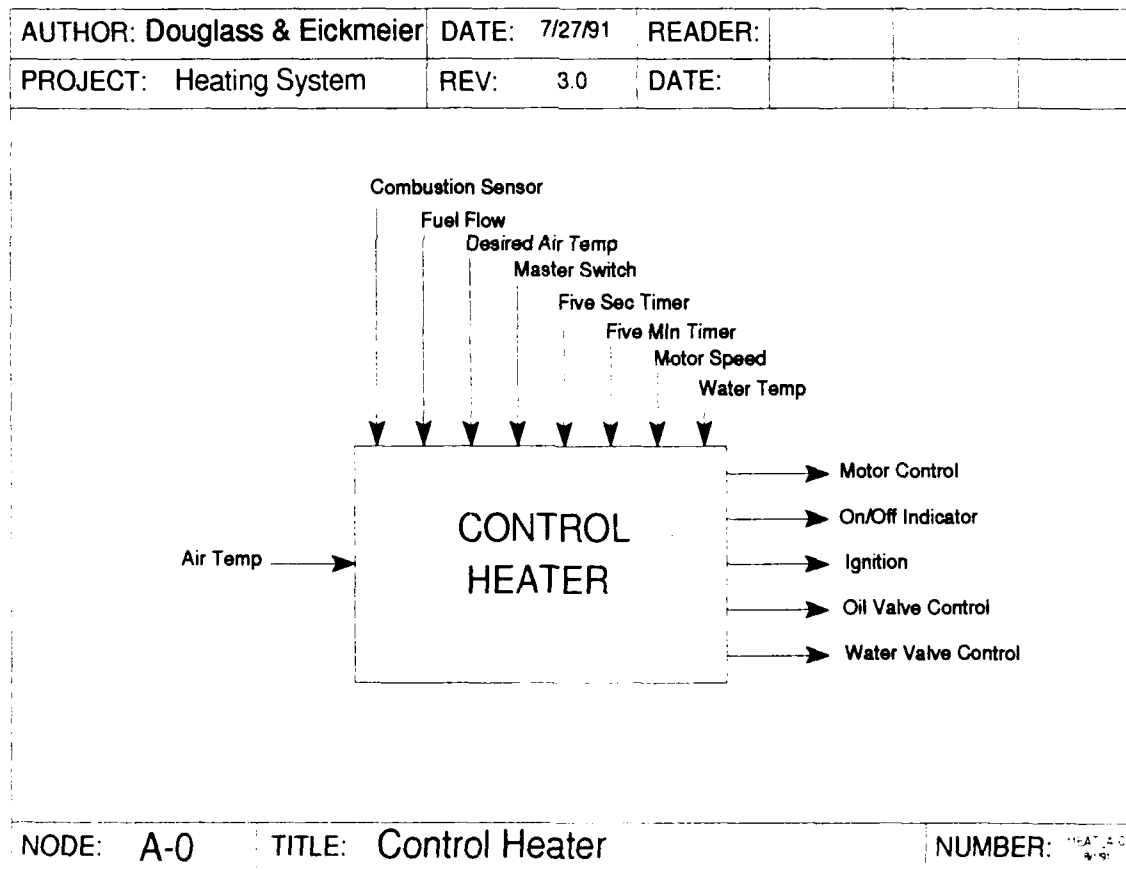 AUTHOR: Douglass & Eickmeier DATE: 7/27/91 READER:
PROJECT: Heating System REV: 3.0 DATE:
Combustion Sensor
Fuel Flow
Desired Air Temp
Master Switch
Five Sec Timer
Five Min Timer
Motor Speed
Water Temp
Motor Control
On/Off Indicator
CONTROL
HEATER
Air Temp
Ignition
Oil Valve Control
Water Valve Control
NODE: A-0 TITLE: Control Heater NUMBER: